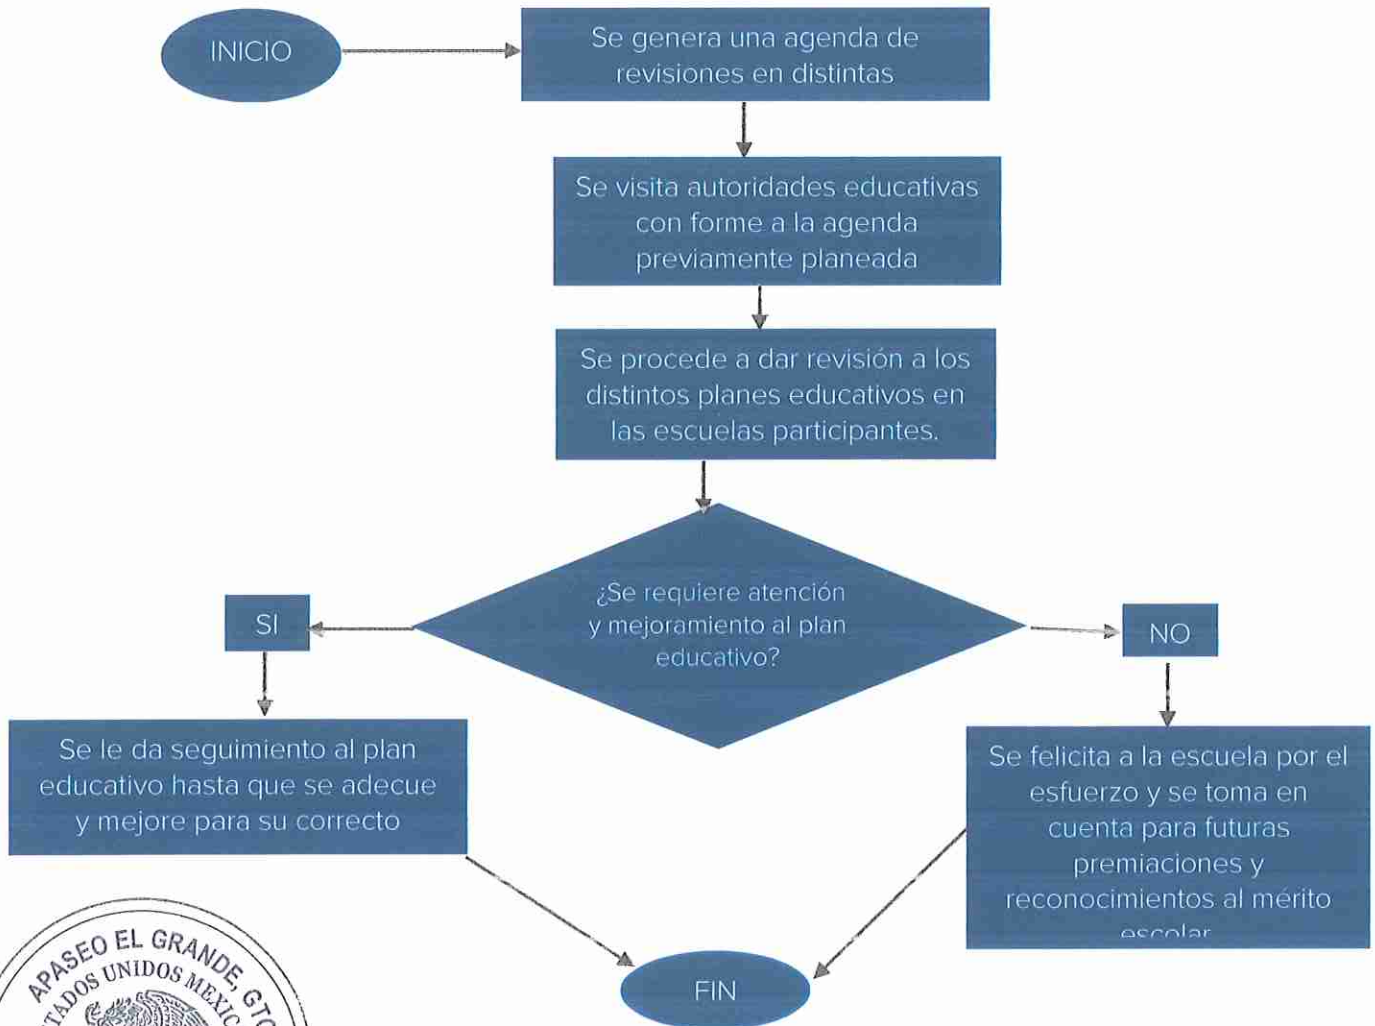 INICIO
Se genera una agenda de
revisiones en distintas
Se visita autoridades educativas
con forme a la agenda
previamente planeada
Se procede a dar revisión a los
distintos planes educativos en
las escuelas participantes.
¿Se requiere atención
y mejoramiento al plan
educativo?
SI
NO
Se le da seguimiento al plan
educativo hasta que se adecue
y mejore para su correcto
Se felicita a la escuela por el
esfuerzo y se toma en
cuenta para futuras
premiaciones y
reconocimientos al mérito
escolar
FIN
APASEO EL GRANDE, GTO
UNIDOS